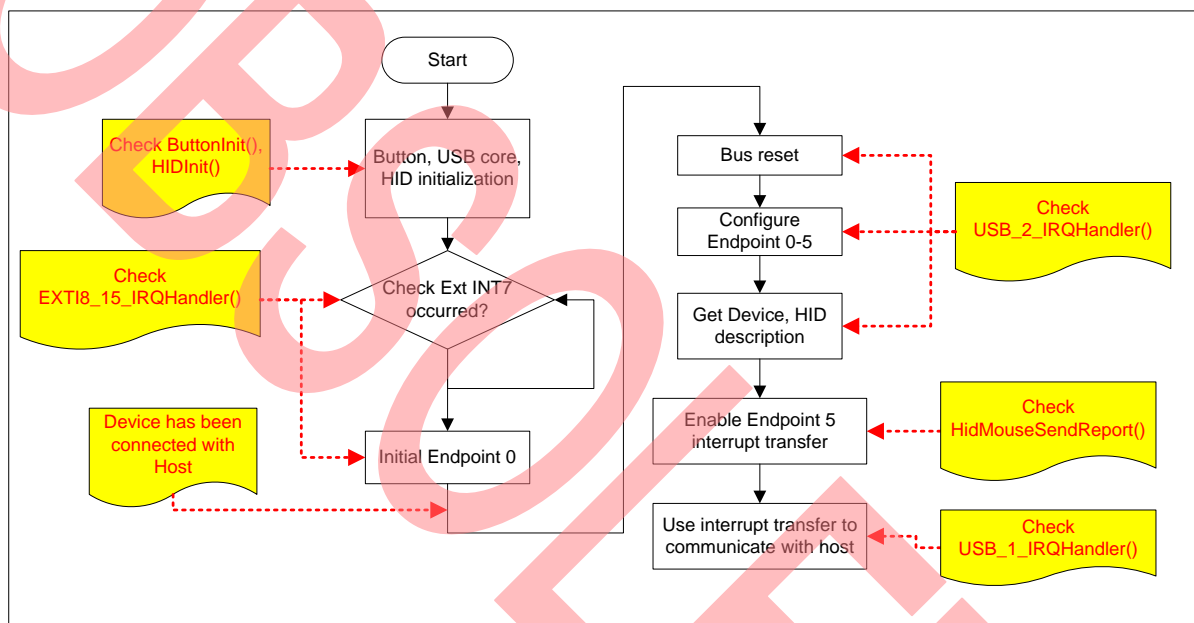 Start
Check ButtonInit(),
HIDInit()
Button, USB core,
HID initialization
Check
EXTI8_15_IRQHandler()
Check Ext INT7
occurred?
Device has been
connected with
Host
Initial Endpoint 0
Bus reset
Configure
Endpoint 0-5
Check
USB_2_IRQHandler()
Get Device, HID
description
Enable Endpoint 5
interrupt transfer
Check
HidMouseSendReport()
Use interrupt transfer to
communicate with host
Check
USB_1_IRQHandler()
OBSOLET